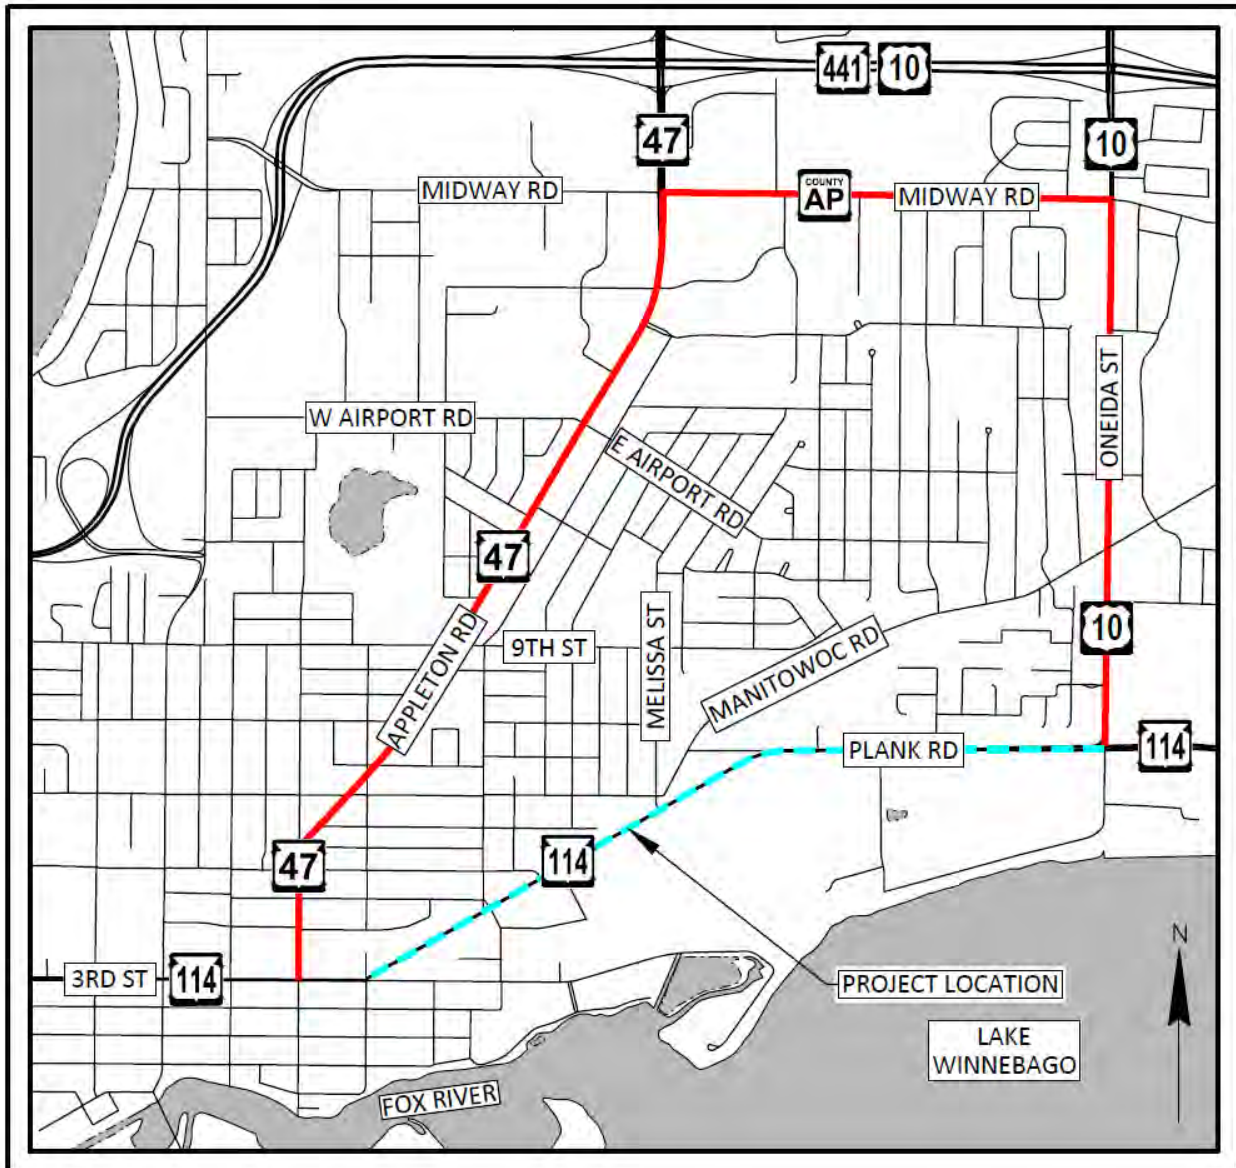 441
10
47
10
MIDWAY RD
COUNTY
AP
MIDWAY RD
ONEIDA ST
W AIRPORT RD
E AIRPORT RD
47
10
APPLETON RD
9TH ST
MELISSA ST
MANITOWOC RD
PLANK RD
114
47
114
N
3RD ST
114
PROJECT LOCATION
LAKE
WINNEBAGO
FOX RIVER